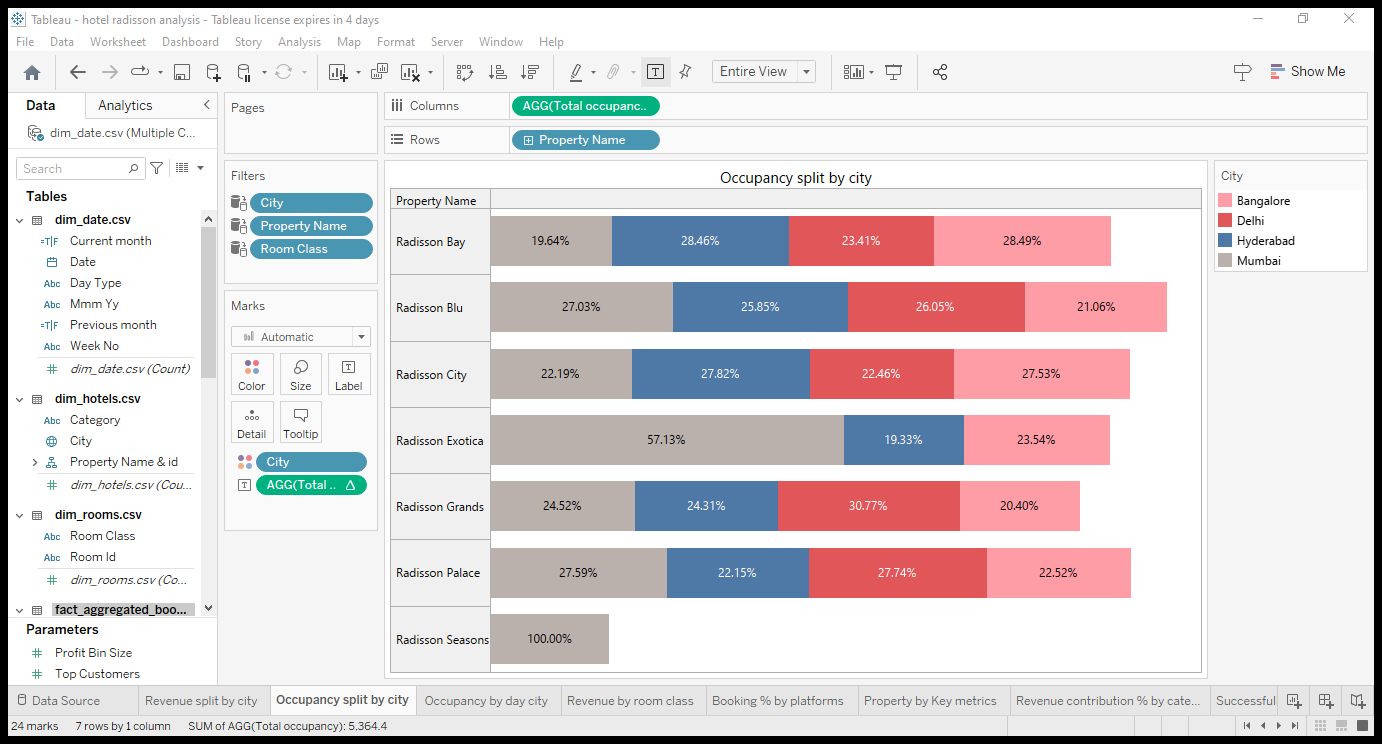 Tableau - hotel radisson analysis - Tableau license expires in 4 days
File Data Worksheet Dashboard Story Analysis Map Format Server Window Help
Entire View
Show Me
Data Analytics
dim_date.csv (Multiple C...
Search
Tables
dim_date.csv
=T|F Current month
Date
Abc Day Type
Abc Mmm Yy
=T|F Previous month
Abc Week No
dim_date.csv (Count)
dim_hotels.csv
Abc Category
City
Property Name & id
dim_hotels.csv (Cou...
dim_rooms.csv
Abc Room Class
Abc Room Id
dim_rooms.csv (Co...
fact_aggregated_boo...
Parameters
Profit Bin Size
Top Customers
Pages
Filters
City
Property Name
Room Class
Marks
Automatic
Color Size Label
Detail Tooltip
City
AGG(Total ..
Columns AGG(Total occupanc..
Rows Property Name
Occupancy split by city
Property Name
Radisson Bay 19.64% 28.46% 23.41% 28.49%
Radisson Blu 27.03% 25.85% 26.05% 21.06%
Radisson City 22.19% 27.82% 22.46% 27.53%
Radisson Exotica 57.13% 19.33% 23.54%
Radisson Grands 24.52% 24.31% 30.77% 20.40%
Radisson Palace 27.59% 22.15% 27.74% 22.52%
Radisson Seasons 100.00%
City
Bangalore
Delhi
Hyderabad
Mumbai
Data Source Revenue split by city Occupancy split by city Occupancy by day city Revenue by room class Booking % by platforms Property by Key metrics Revenue contribution % by cate... Successful
24 marks 7 rows by 1 column SUM of AGG(Total occupancy): 5,364.4